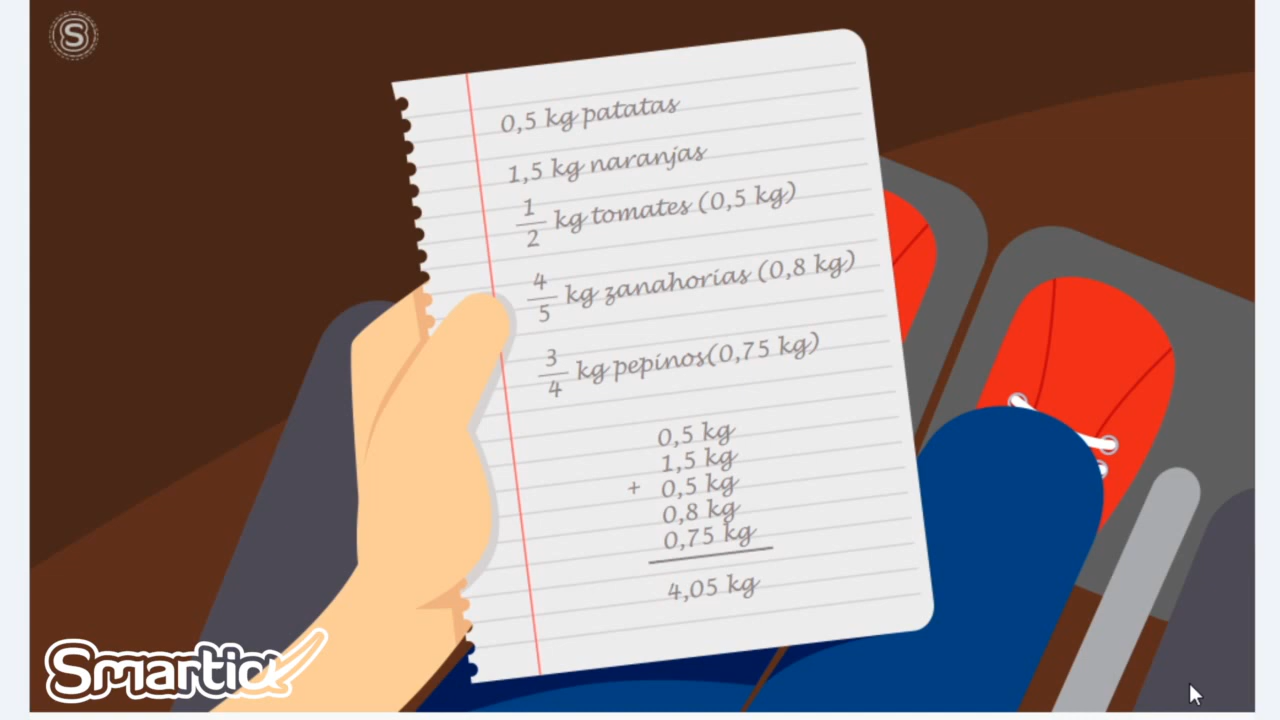 S
0,5 kg patatas
1,5 kg naranjas
1/2 kg tomates (0,5 kg)
4/5 kg zanahorias (0,8 kg)
3/4 kg pepinos(0,75 kg)
0,5 kg
1,5 kg
+ 0,5 kg
0,8 kg
0,75 kg
4,05 kg
Smartick